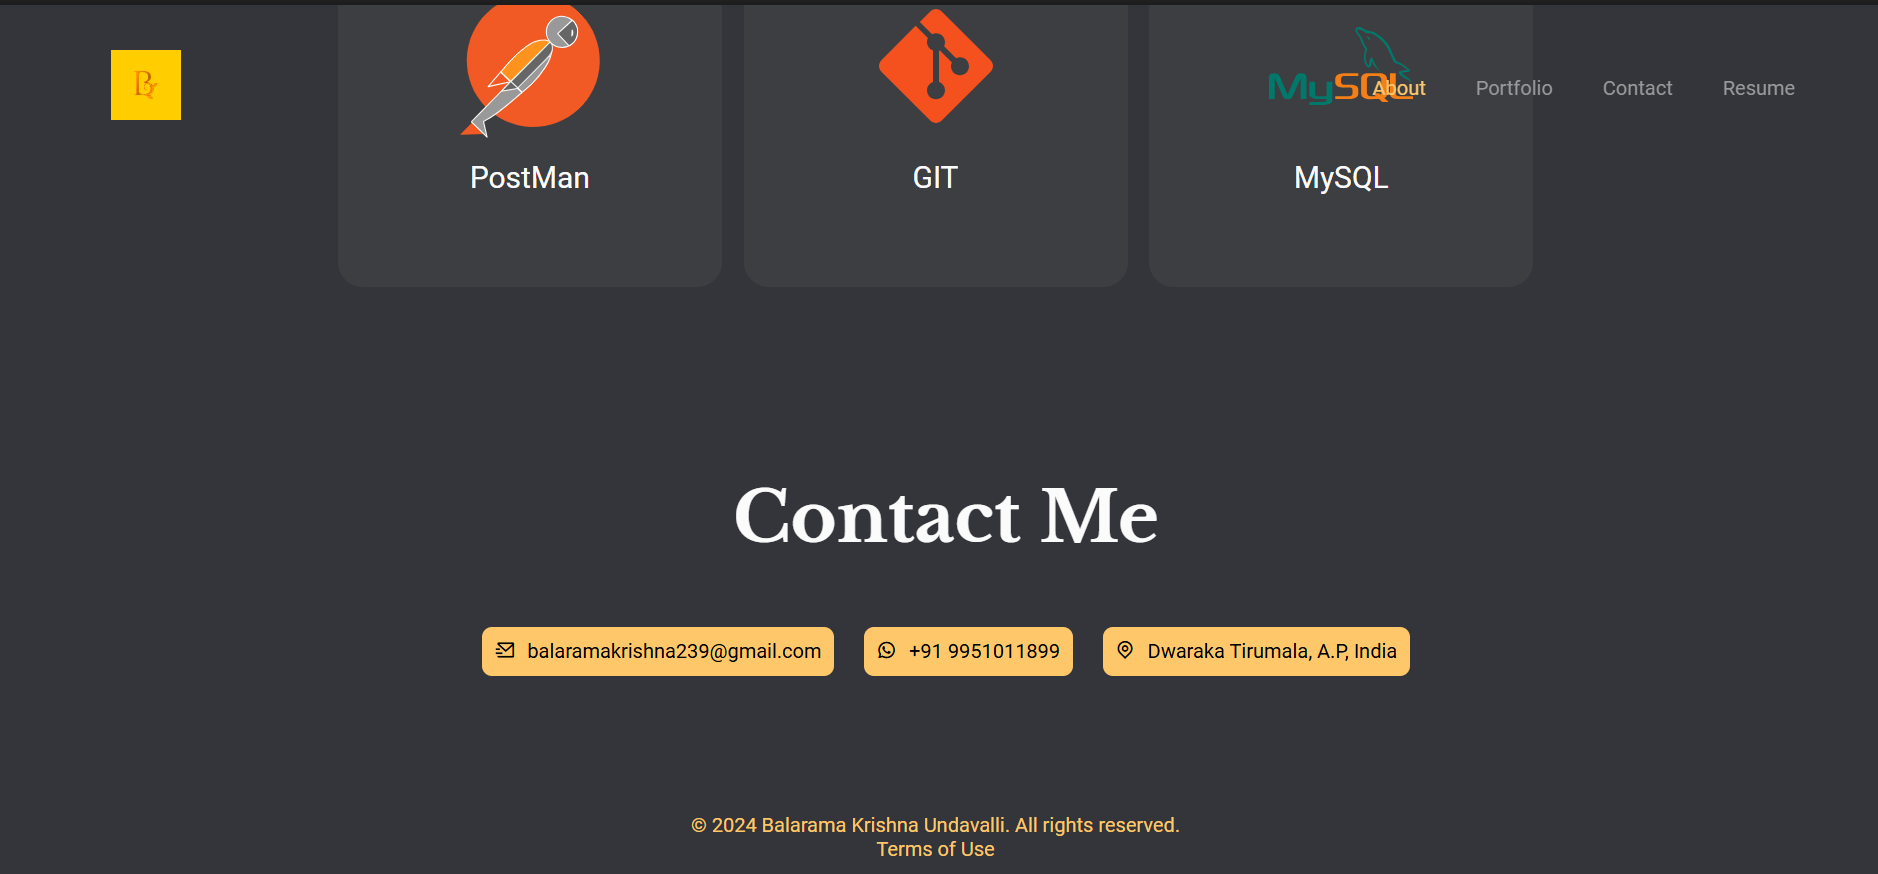 MySQL
About
Portfolio
Contact
Resume
PostMan
GIT
MySQL
Contact Me
balaramakrishna239@gmail.com
+91 9951011899
Dwaraka Tirumala, A.P, India
© 2024 Balarama Krishna Undavalli. All rights reserved.
Terms of Use